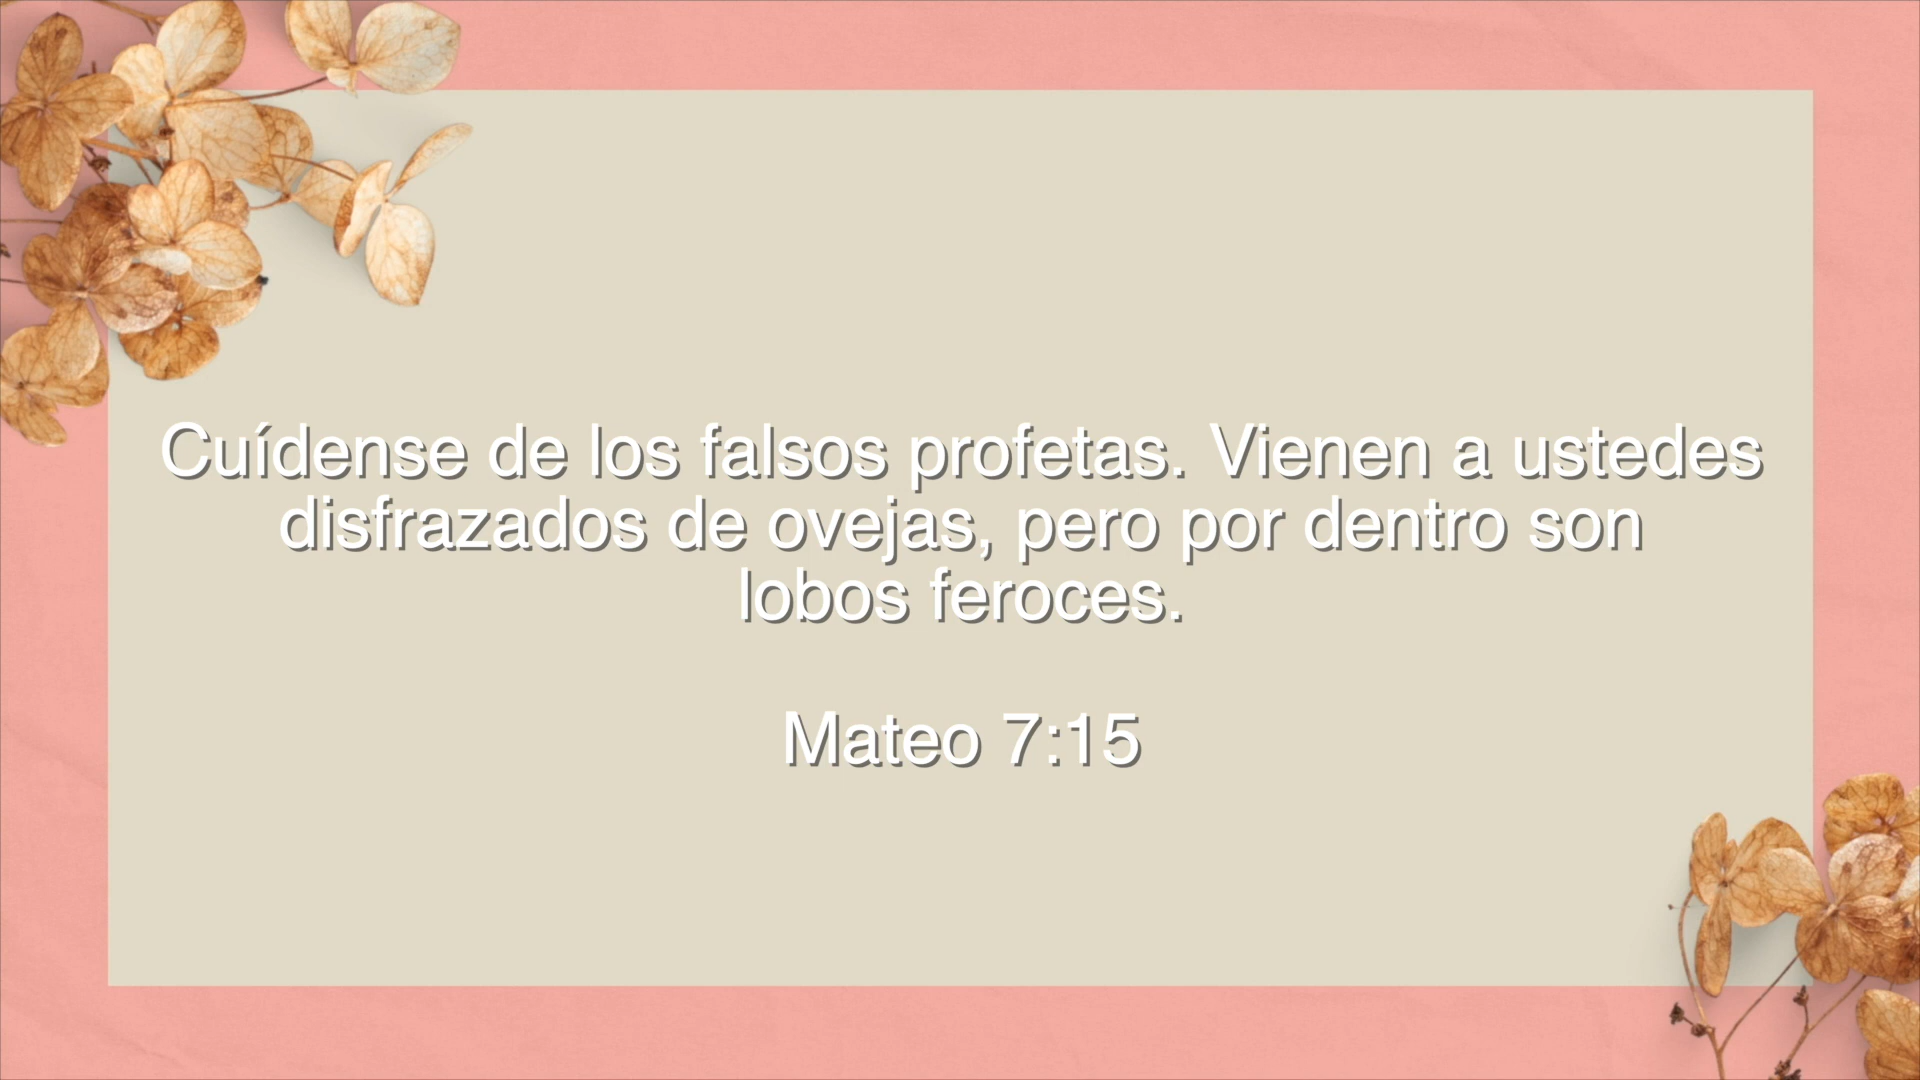 Cuídense de los falsos profetas. Vienen a ustedes
disfrazados de ovejas, pero por dentro son
lobos feroces.
Mateo 7:15